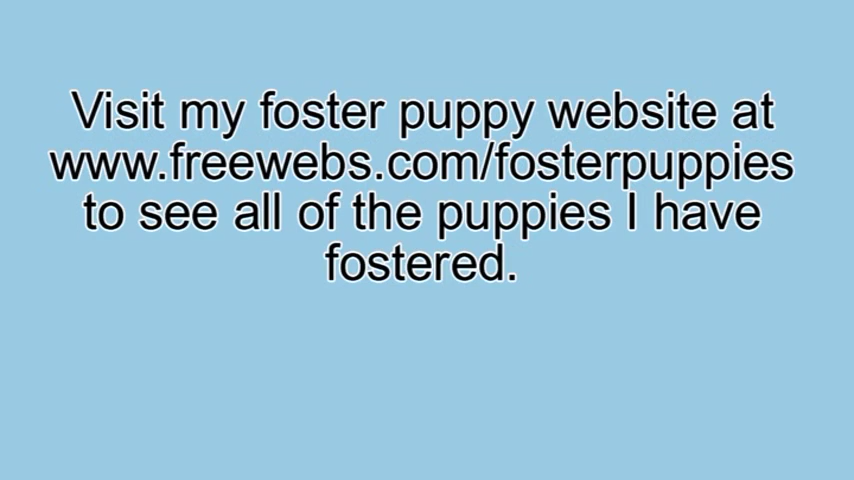 Visit my foster puppy website at
www.freewebs.com/fosterpuppies
to see all of the puppies I have
fostered.